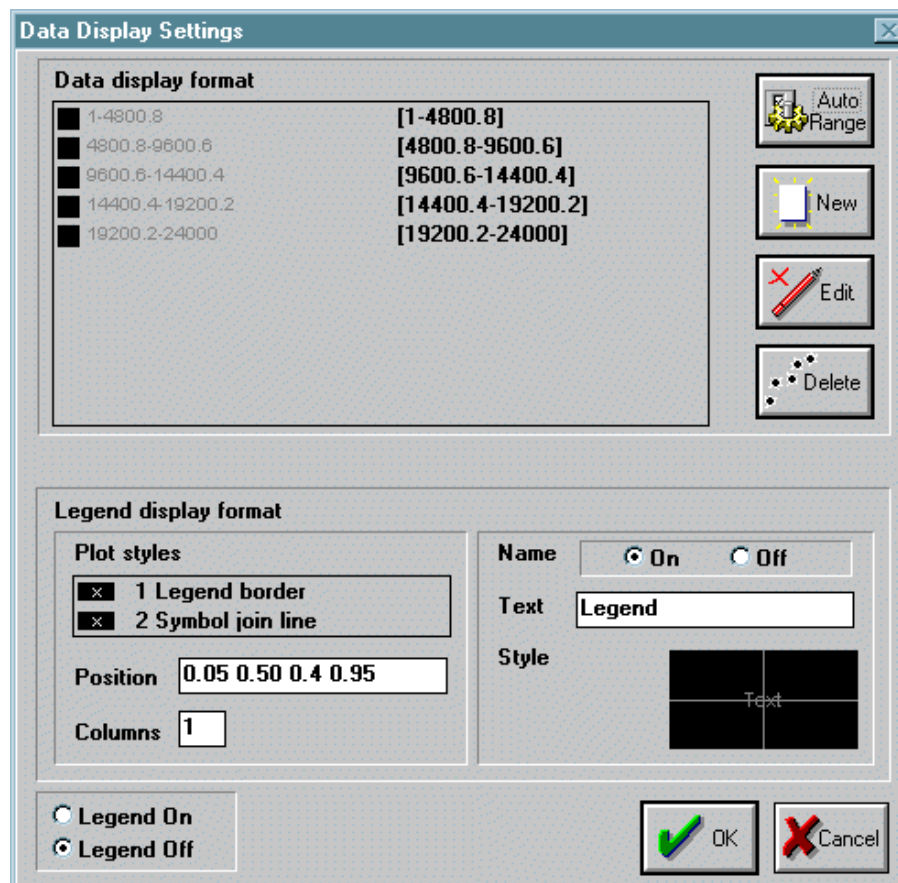 Data Display Settings
Data display format
1-4800.8 [1-4800.8]
4800.8-9600.6 [4800.8-9600.6]
9600.6-14400.4 [9600.6-14400.4]
14400.4-19200.2 [14400.4-19200.2]
19200.2-24000 [19200.2-24000]
Auto
Range
New
Edit
Delete
Legend display format
Plot styles
1 Legend border
2 Symbol join line
Position 0.05 0.50 0.4 0.95
Columns 1
Name On Off
Text Legend
Style
Text
Legend On
Legend Off
OK
Cancel